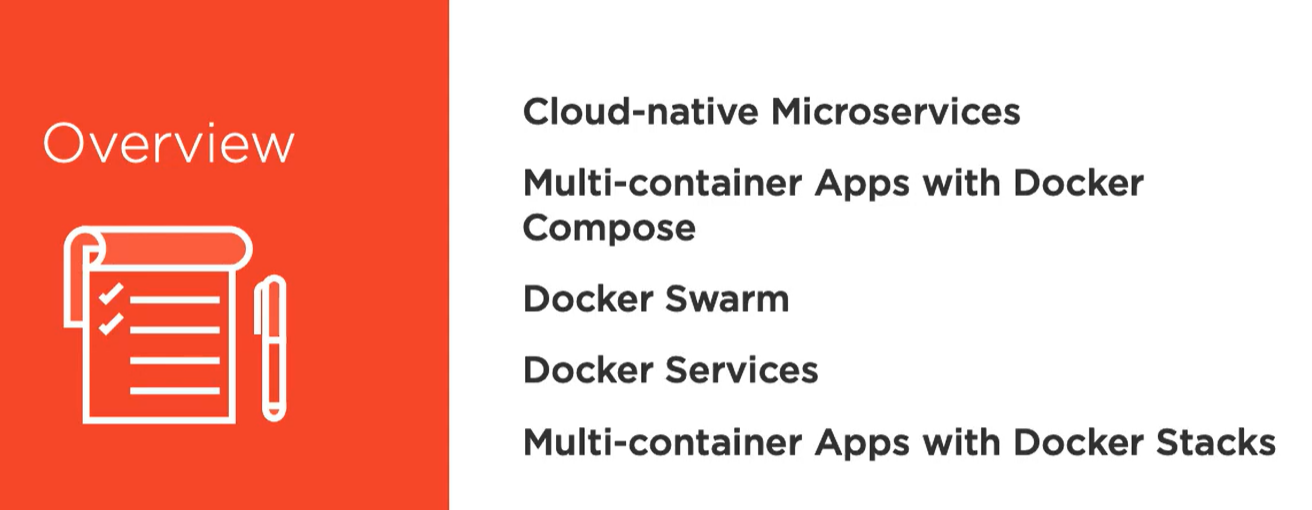 Overview
Cloud-native Microservices
Multi-container Apps with Docker
Compose
Docker Swarm
Docker Services
Multi-container Apps with Docker Stacks